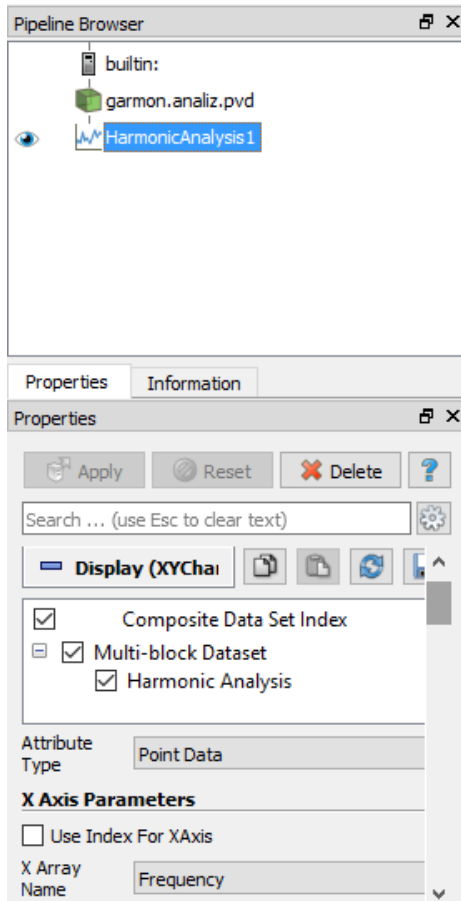 Pipeline Browser
builtin:
garmon.analiz.pvd
HarmonicAnalysis1
Properties Information
Properties
Apply Reset Delete ?
Search ... (use Esc to clear text)
Display (XYChar
Composite Data Set Index
Multi-block Dataset
Harmonic Analysis
Attribute
Type
Point Data
X Axis Parameters
Use Index For XAxis
X Array
Name
Frequency